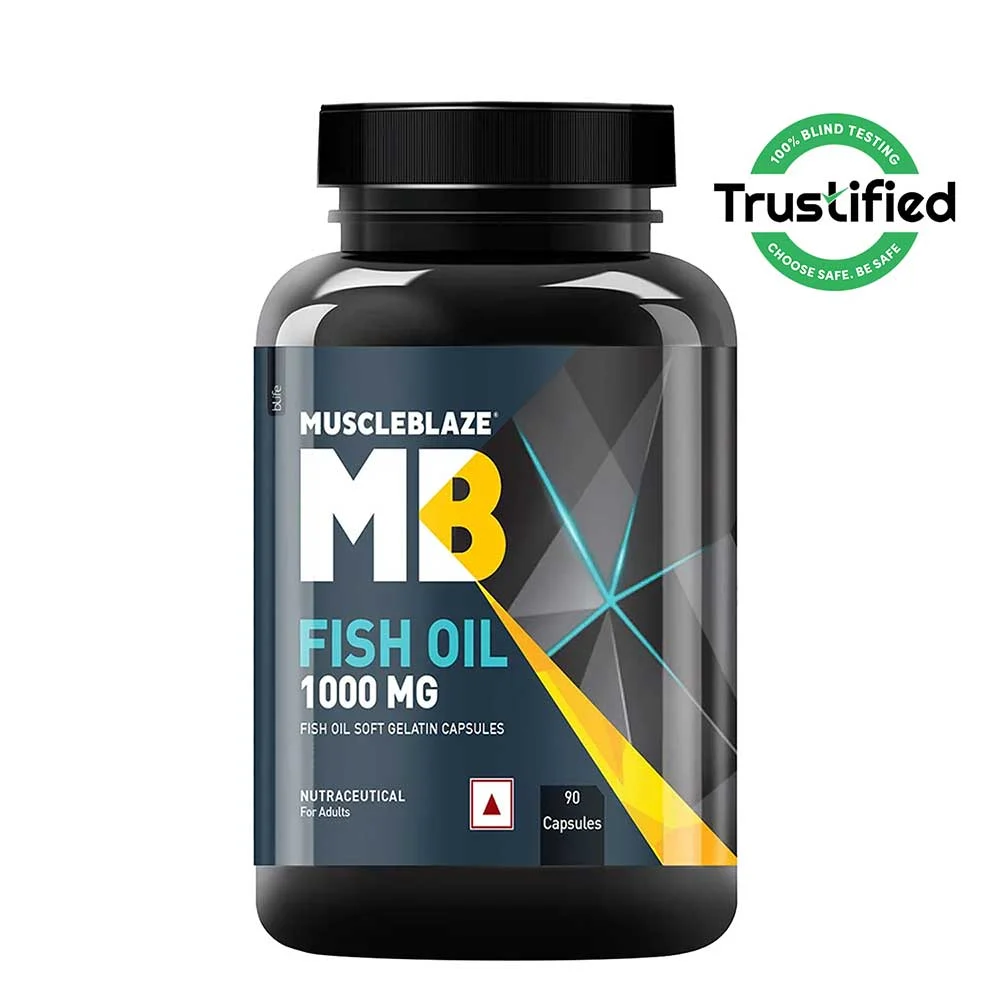 100% BLIND TESTING
Trustified
CHOOSE SAFE. BE SAFE
bLife
MUSCLEBLAZE®
MB
FISH OIL
1000 MG
FISH OIL SOFT GELATIN CAPSULES
NUTRACEUTICAL
For Adults
90
Capsules